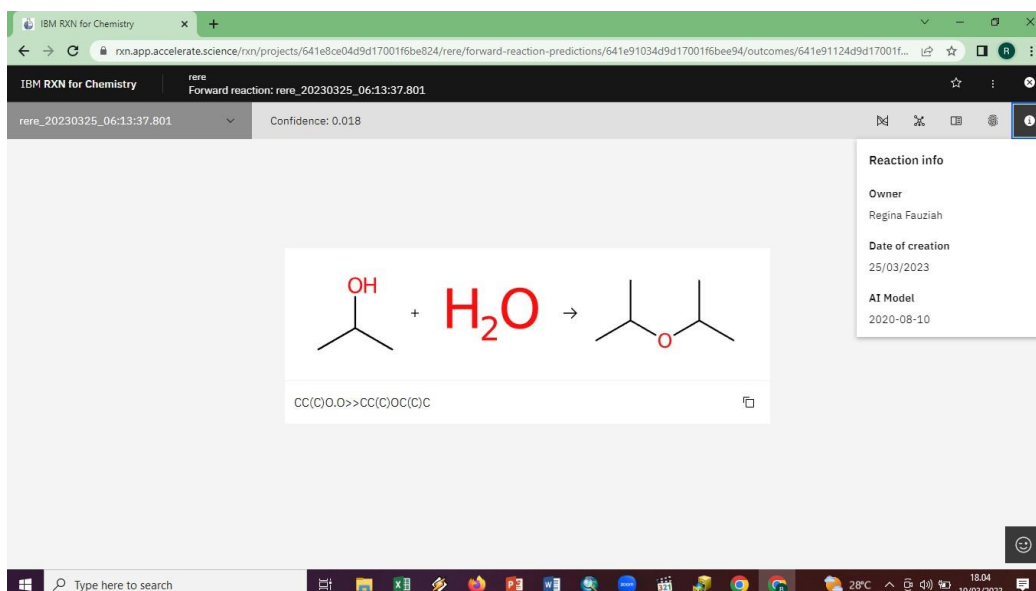 IBM RXN for Chemistry
rxn.app.accelerate.science/rxn/projects/641e8ce04d9d17001f6be824/rere/forward-reaction-predictions/641e91034d9d17001f6bee94/outcomes/641e91124d9d17001f...
R
IBM RXN for Chemistry
rere
Forward reaction: rere_20230325_06:13:37.801
rere_20230325_06:13:37.801
Confidence: 0.018
Reaction info
Owner
Regina Fauziah
Date of creation
25/03/2023
AI Model
2020-08-10
OH
+
H₂O
→
O
CC(C)O.O>>CC(C)OC(C)C
Type here to search
28°C
18.04